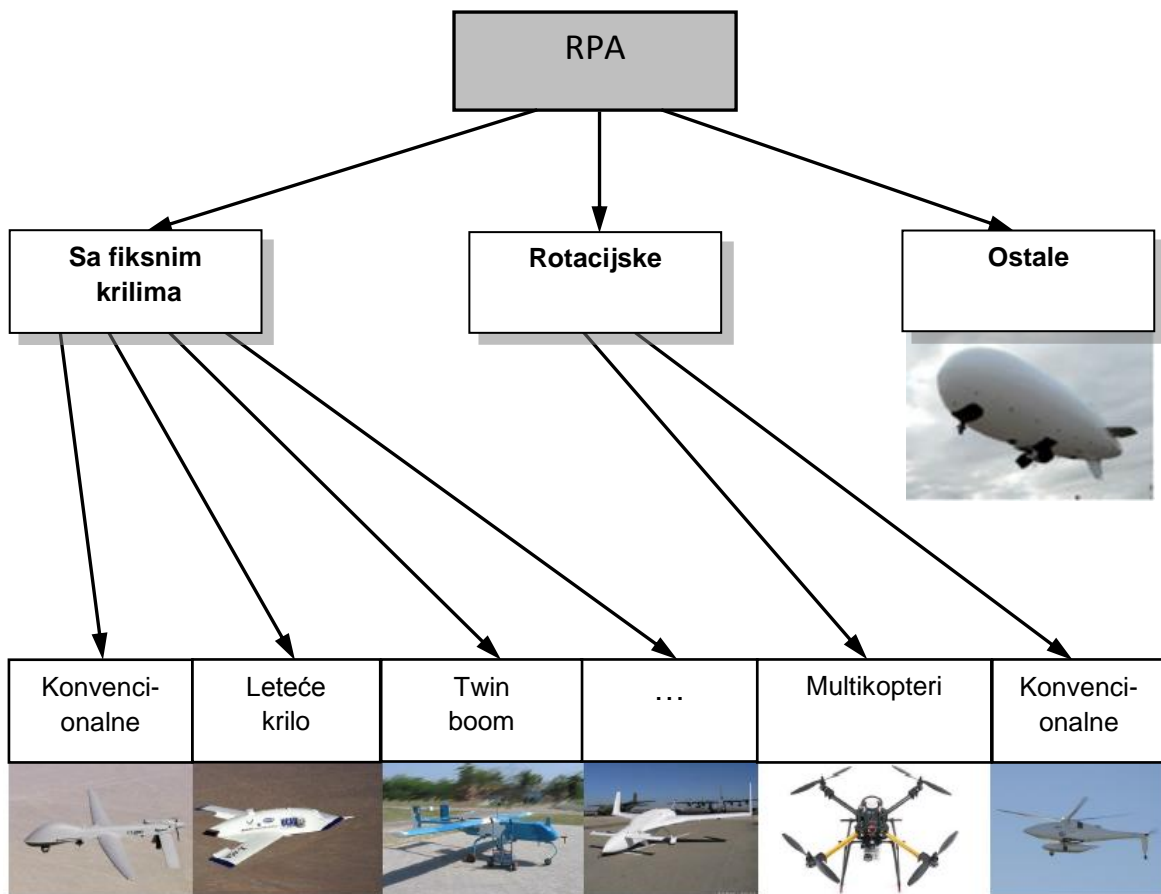 RPA
Sa fiksnim
krilima
Rotacijske
Ostale
Konvenci-
onalne
Leteće
krilo
Twin
boom
...
Multikopteri
Konvenci-
onalne